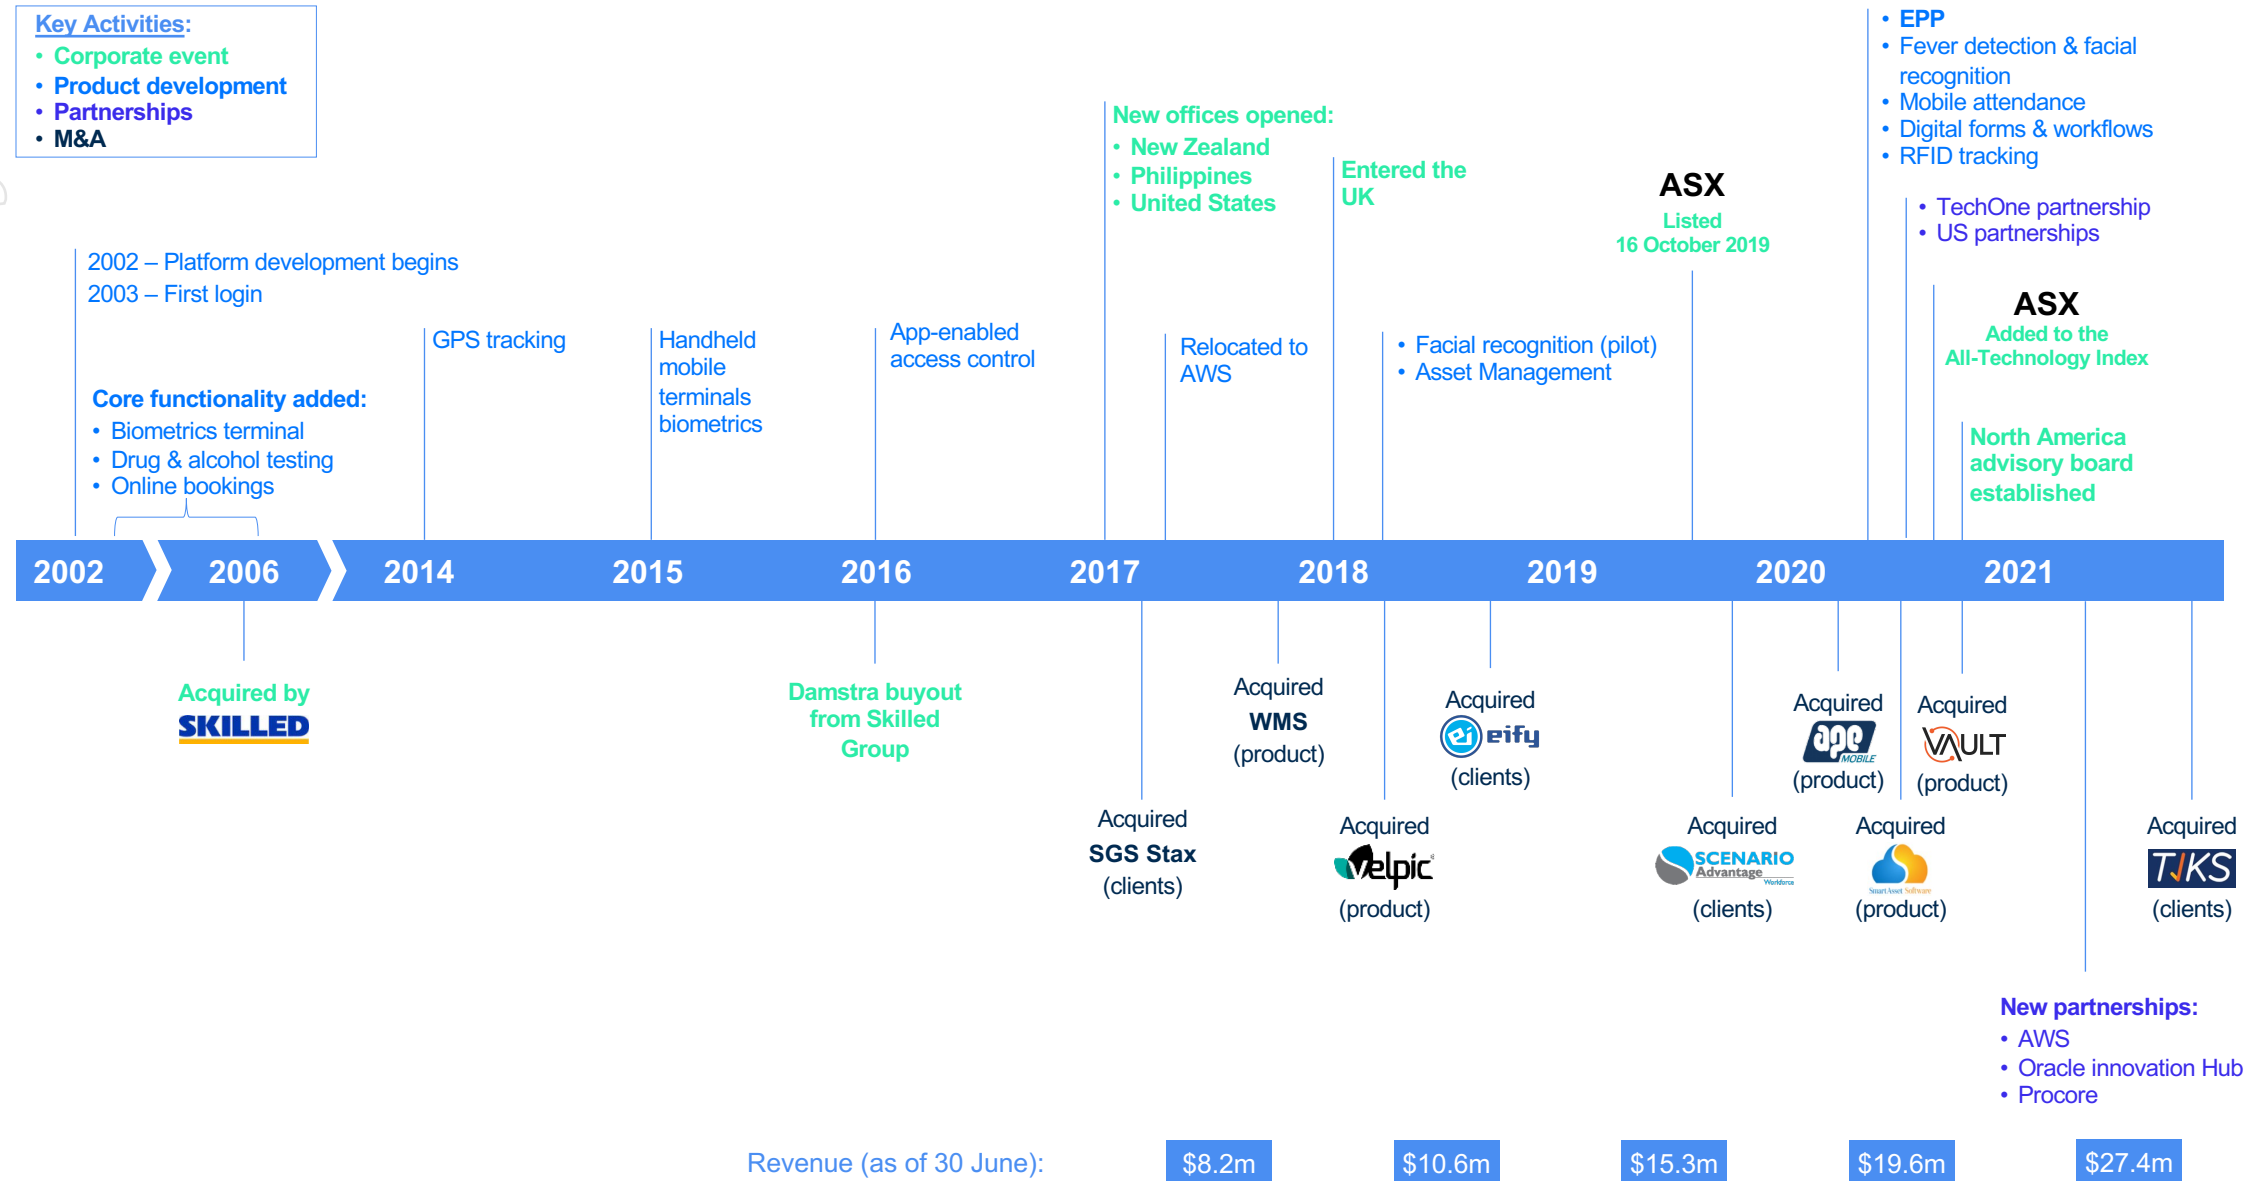 Key Activities:
• Corporate event
• Product development
• Partnerships
• M&A
2002 – Platform development begins
2003 – First login
Core functionality added:
• Biometrics terminal
• Drug & alcohol testing
• Online bookings
GPS tracking
Handheld
mobile
terminals
biometrics
App-enabled
access control
New offices opened:
• New Zealand
• Philippines
• United States
Relocated to
AWS
Entered the
UK
• Facial recognition (pilot)
• Asset Management
ASX
Listed
16 October 2019
• EPP
• Fever detection & facial
recognition
• Mobile attendance
• Digital forms & workflows
• RFID tracking
• TechOne partnership
• US partnerships
ASX
Added to the
All-Technology Index
North America
advisory board
established
2002
2006
2014
2015
2016
2017
2018
2019
2020
2021
Acquired by
SKILLED
Damstra buyout
from Skilled
Group
Acquired
SGS Stax
(clients)
Acquired
WMS
(product)
Acquired
velpic
(product)
Acquired
ei eify
(clients)
Acquired
SCENARIO
Advantage
Workforce
(clients)
Acquired
ape
MOBILE
(product)
Acquired
SmartAsset Software
(product)
Acquired
VAULT
(product)
New partnerships:
• AWS
• Oracle innovation Hub
• Procore
Acquired
TIKS
(clients)
Revenue (as of 30 June):
$8.2m
$10.6m
$15.3m
$19.6m
$27.4m